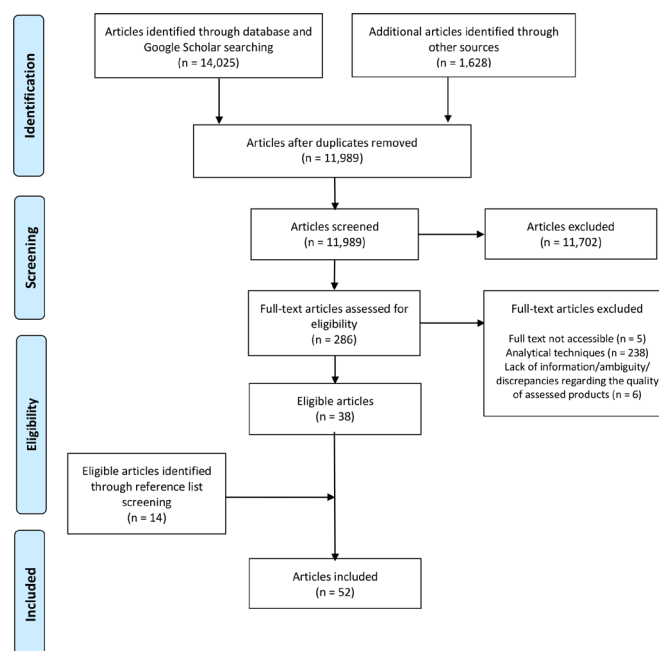 Identification
Articles identified through database and
Google Scholar searching
(n = 14,025)
Additional articles identified through
other sources
(n = 1,628)
Articles after duplicates removed
(n = 11,989)
Screening
Articles screened
(n = 11,989)
Articles excluded
(n = 11,702)
Full-text articles assessed for
eligibility
(n = 286)
Full-text articles excluded
Full text not accessible (n = 5)
Analytical techniques (n = 238)
Lack of information/ambiguity/
discrepancies regarding the quality
of assessed products (n = 6)
Eligibility
Eligible articles
(n = 38)
Eligible articles identified
through reference list
screening
(n = 14)
Included
Articles included
(n = 52)